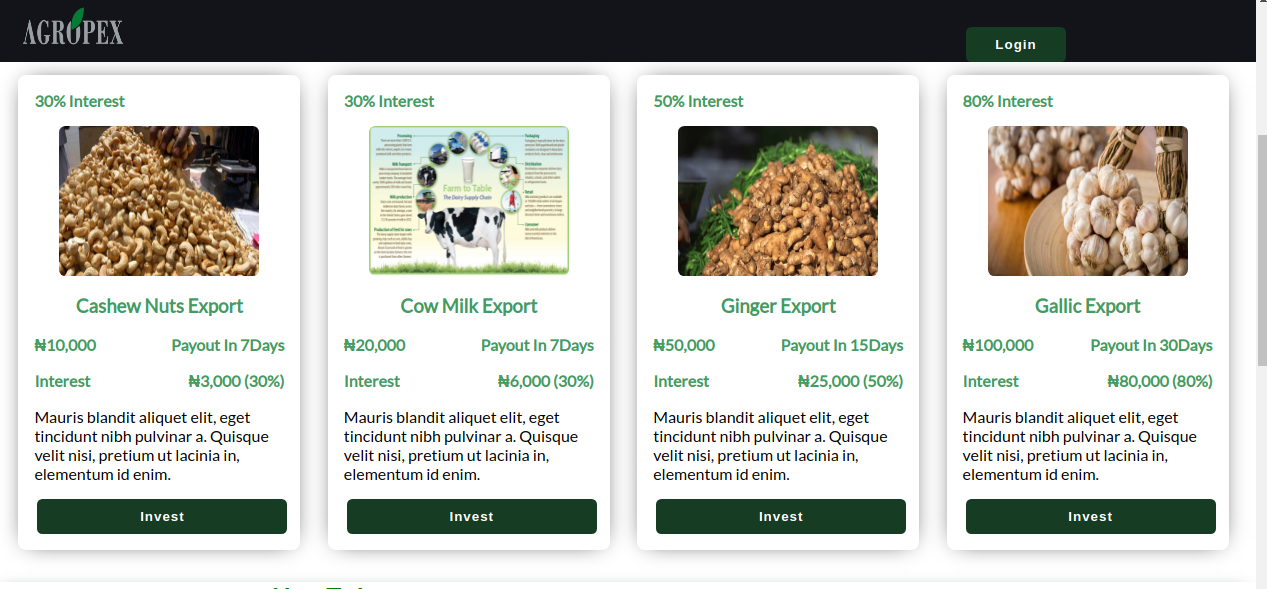 AGROPEX
Login
30% Interest
30% Interest
50% Interest
80% Interest
Farm to Table
The Dairy Supply Chain
Cashew Nuts Export
Cow Milk Export
Ginger Export
Gallic Export
₦10,000 Payout In 7Days
₦20,000 Payout In 7Days
₦50,000 Payout In 15Days
₦100,000 Payout In 30Days
Interest ₦3,000 (30%)
Interest ₦6,000 (30%)
Interest ₦25,000 (50%)
Interest ₦80,000 (80%)
Mauris blandit aliquet elit, eget
tincidunt nibh pulvinar a. Quisque
velit nisi, pretium ut lacinia in,
elementum id enim.
Mauris blandit aliquet elit, eget
tincidunt nibh pulvinar a. Quisque
velit nisi, pretium ut lacinia in,
elementum id enim.
Mauris blandit aliquet elit, eget
tincidunt nibh pulvinar a. Quisque
velit nisi, pretium ut lacinia in,
elementum id enim.
Mauris blandit aliquet elit, eget
tincidunt nibh pulvinar a. Quisque
velit nisi, pretium ut lacinia in,
elementum id enim.
Invest
Invest
Invest
Invest